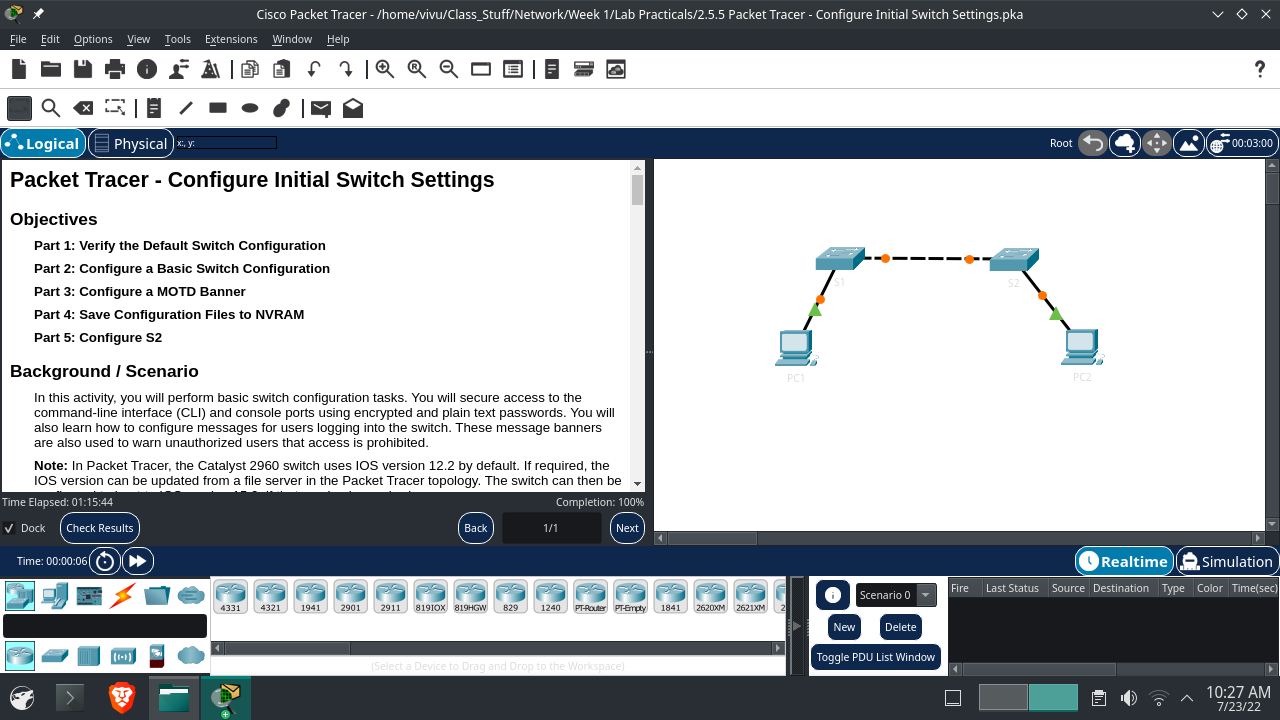 Cisco Packet Tracer - /home/vivu/Class_Stuff/Network/Week 1/Lab Practicals/2.5.5 Packet Tracer - Configure Initial Switch Settings.pka
File Edit Options View Tools Extensions Window Help
?
Logical Physical x:, y: Root 00:03:00
Packet Tracer - Configure Initial Switch Settings
Objectives
Part 1: Verify the Default Switch Configuration
Part 2: Configure a Basic Switch Configuration
Part 3: Configure a MOTD Banner
Part 4: Save Configuration Files to NVRAM
Part 5: Configure S2
Background / Scenario
In this activity, you will perform basic switch configuration tasks. You will secure access to the
command-line interface (CLI) and console ports using encrypted and plain text passwords. You will
also learn how to configure messages for users logging into the switch. These message banners
are also used to warn unauthorized users that access is prohibited.
Note: In Packet Tracer, the Catalyst 2960 switch uses IOS version 12.2 by default. If required, the
IOS version can be updated from a file server in the Packet Tracer topology. The switch can then be
S1
S2
PC1
PC2
Time Elapsed: 01:15:44 Completion: 100%
Dock Check Results Back 1/1 Next
Time: 00:00:06 Realtime Simulation
4331 4321 1941 2901 2911 819IOX 819HGW 829 1240 PT-Router PT-Empty 1841 2620XM 2621XM
(Select a Device to Drag and Drop to the Workspace)
Scenario 0
New Delete
Toggle PDU List Window
Fire Last Status Source Destination Type Color Time(sec)
10:27 AM
7/23/22